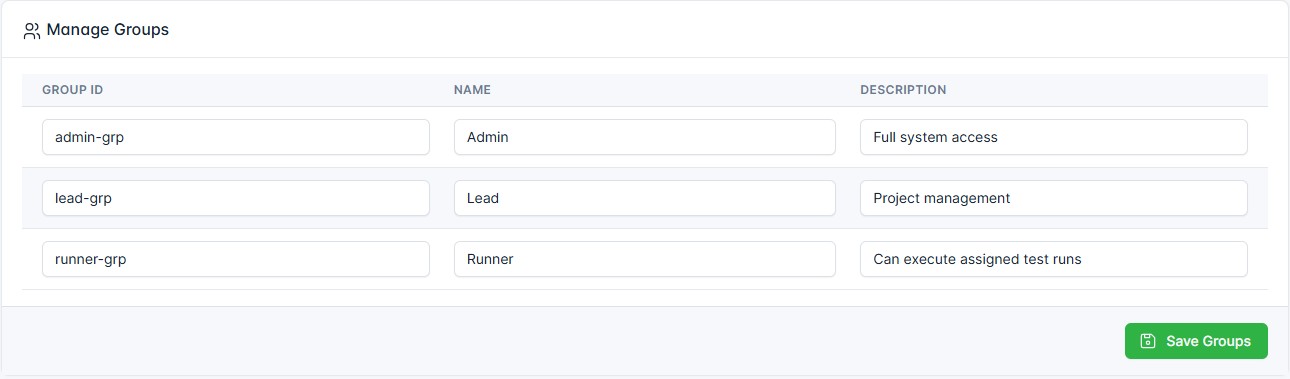 Manage Groups
GROUP ID NAME DESCRIPTION
admin-grp Admin Full system access
lead-grp Lead Project management
runner-grp Runner Can execute assigned test runs
Save Groups